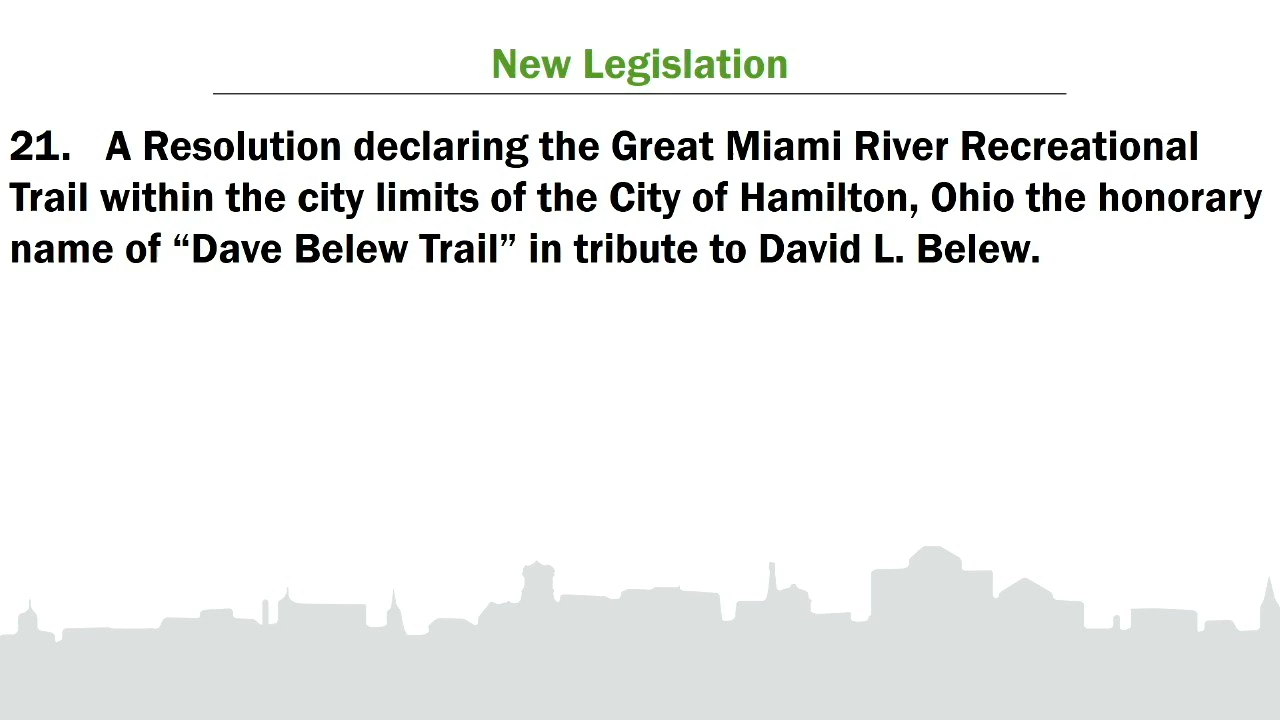 New Legislation
21. A Resolution declaring the Great Miami River Recreational
Trail within the city limits of the City of Hamilton, Ohio the honorary
name of “Dave Belew Trail” in tribute to David L. Belew.